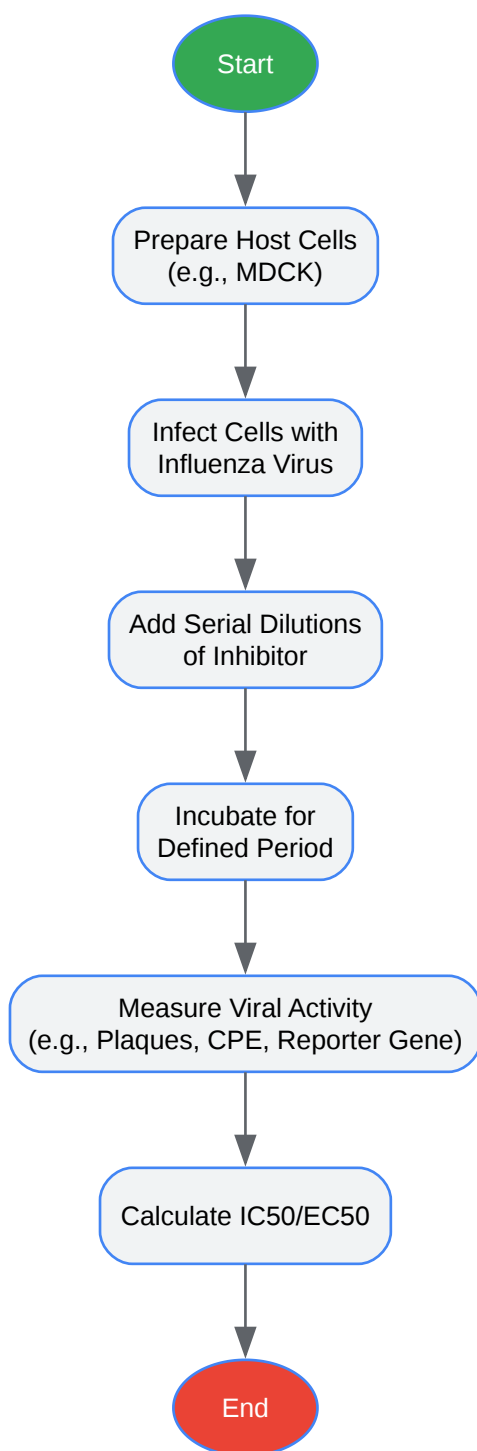 Start
Prepare Host Cells
(e.g., MDCK)
Infect Cells with
Influenza Virus
Add Serial Dilutions
of Inhibitor
Incubate for
Defined Period
Measure Viral Activity
(e.g., Plaques, CPE, Reporter Gene)
Calculate IC50/EC50
End